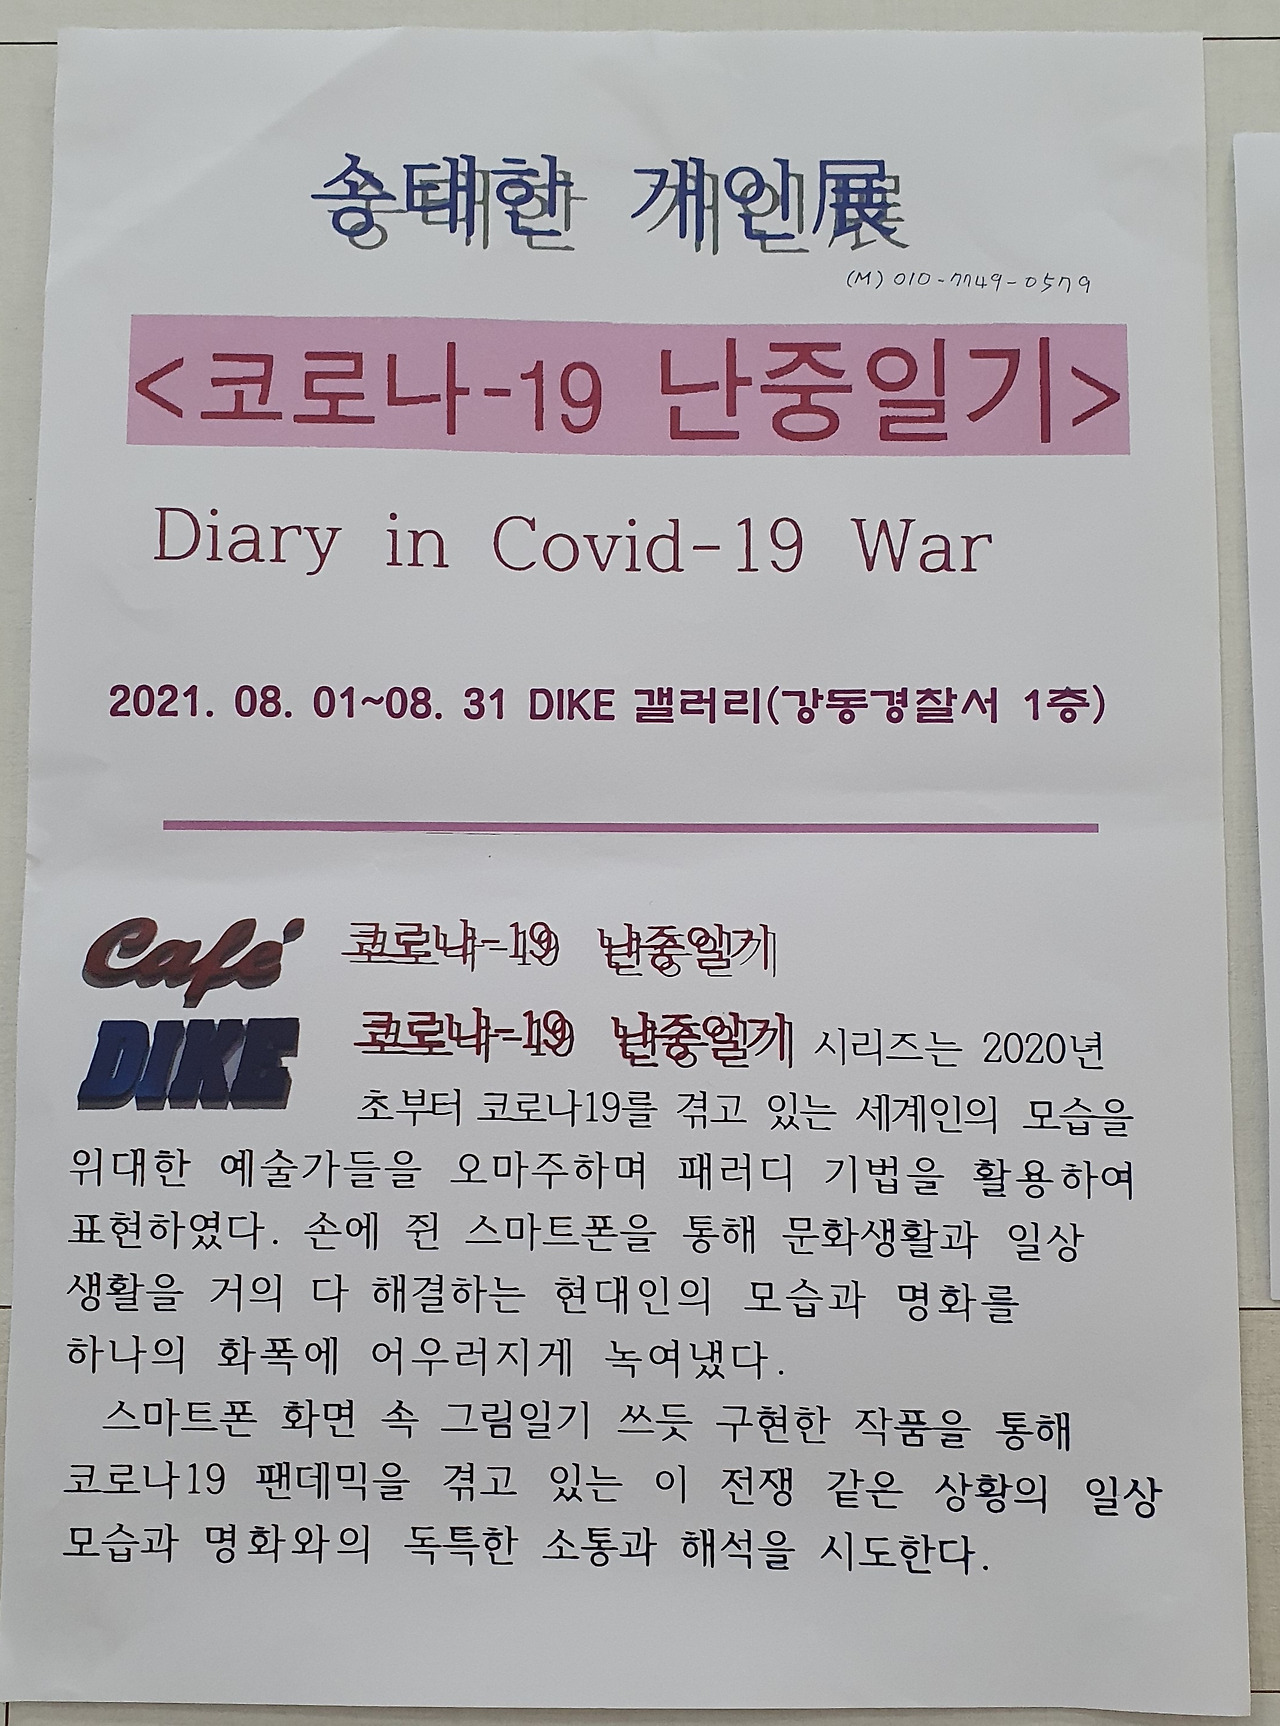 송태한 개인展
(M) 010-7749-0579
<코로나-19 난중일기>
Diary in Covid-19 War
2021. 08. 01~08. 31 DIKE 갤러리(강동경찰서 1층)
Café
DIKE
코로나-19 난중일기
코로나-19 난중일기 시리즈는 2020년
초부터 코로나19를 겪고 있는 세계인의 모습을
위대한 예술가들을 오마주하며 패러디 기법을 활용하여
표현하였다. 손에 쥔 스마트폰을 통해 문화생활과 일상
생활을 거의 다 해결하는 현대인의 모습과 명화를
하나의 화폭에 어우러지게 녹여냈다.
스마트폰 화면 속 그림일기 쓰듯 구현한 작품을 통해
코로나19 팬데믹을 겪고 있는 이 전쟁 같은 상황의 일상
모습과 명화와의 독특한 소통과 해석을 시도한다.